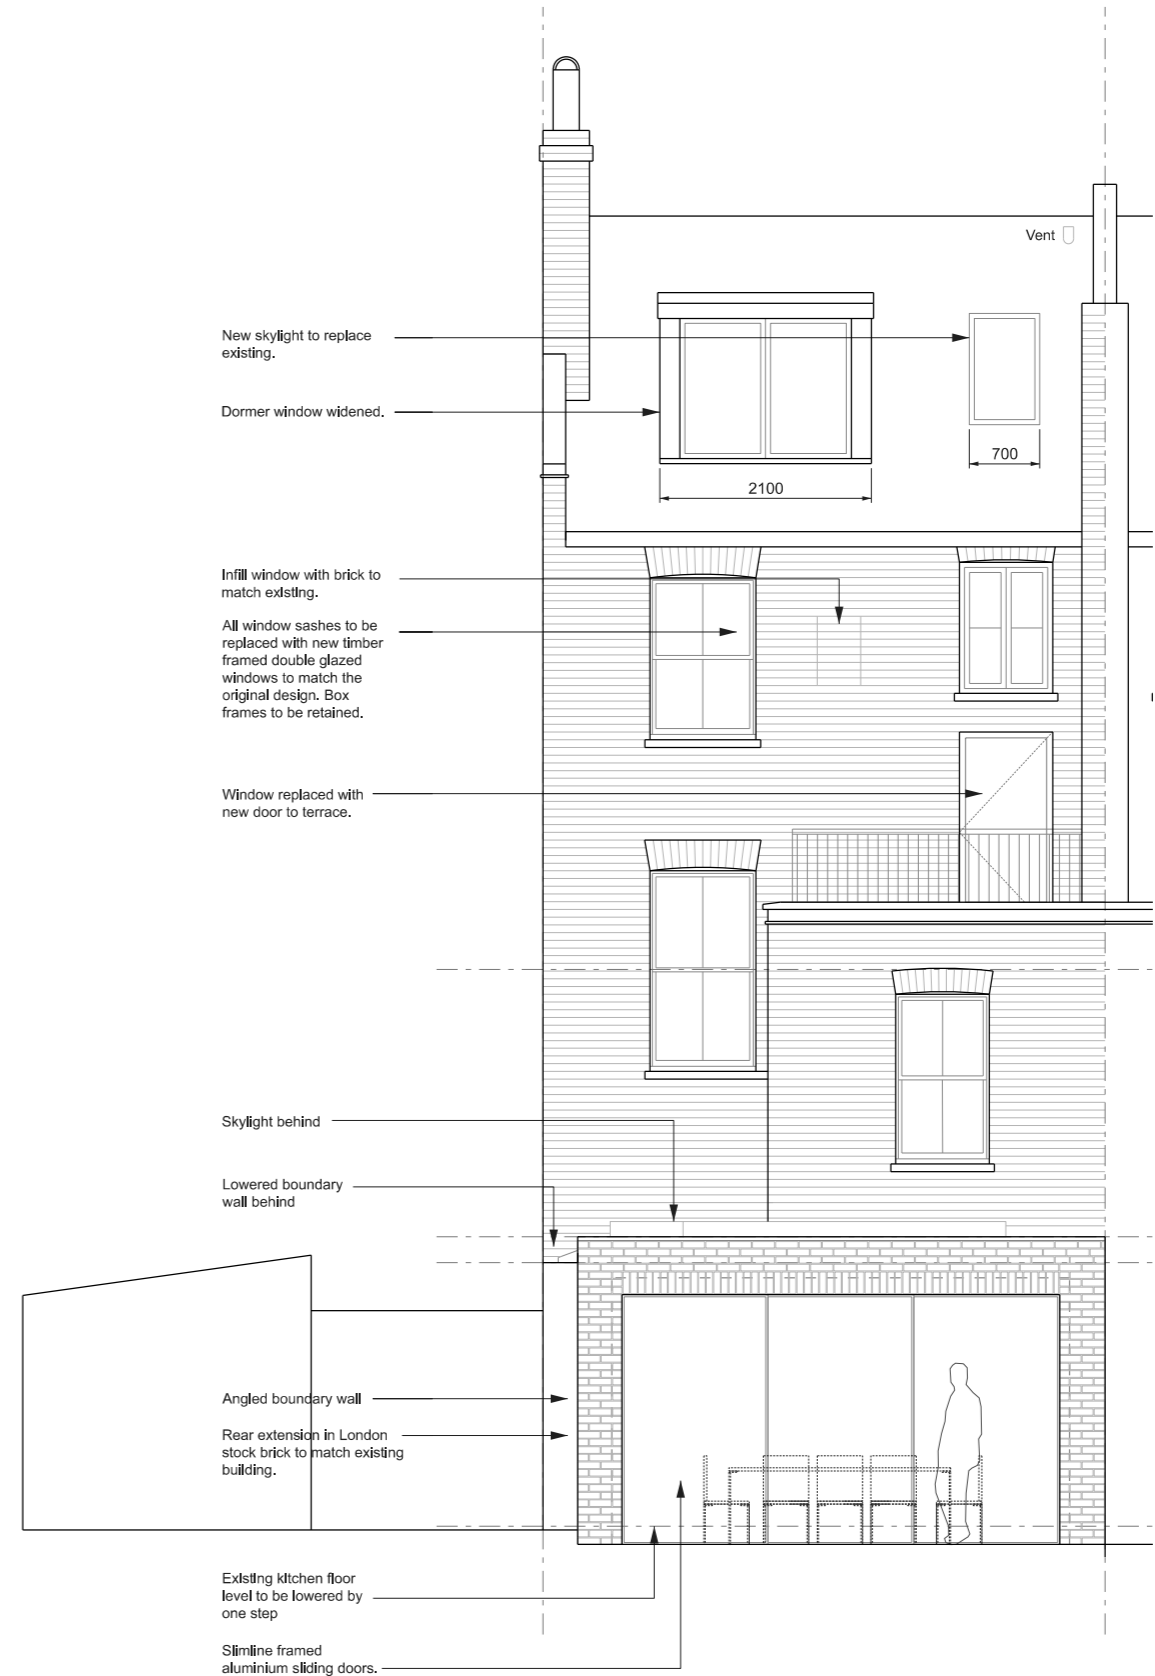 Vent
New skylight to replace
existing.
Dormer window widened.
700
2100
Infill window with brick to
match existing.
All window sashes to be
replaced with new timber
framed double glazed
windows to match the
original design. Box
frames to be retained.
Window replaced with
new door to terrace.
Skylight behind
Lowered boundary
wall behind
Angled boundary wall
Rear extension in London
stock brick to match existing
building.
Existing kitchen floor
level to be lowered by
one step
Slimline framed
aluminium sliding doors.